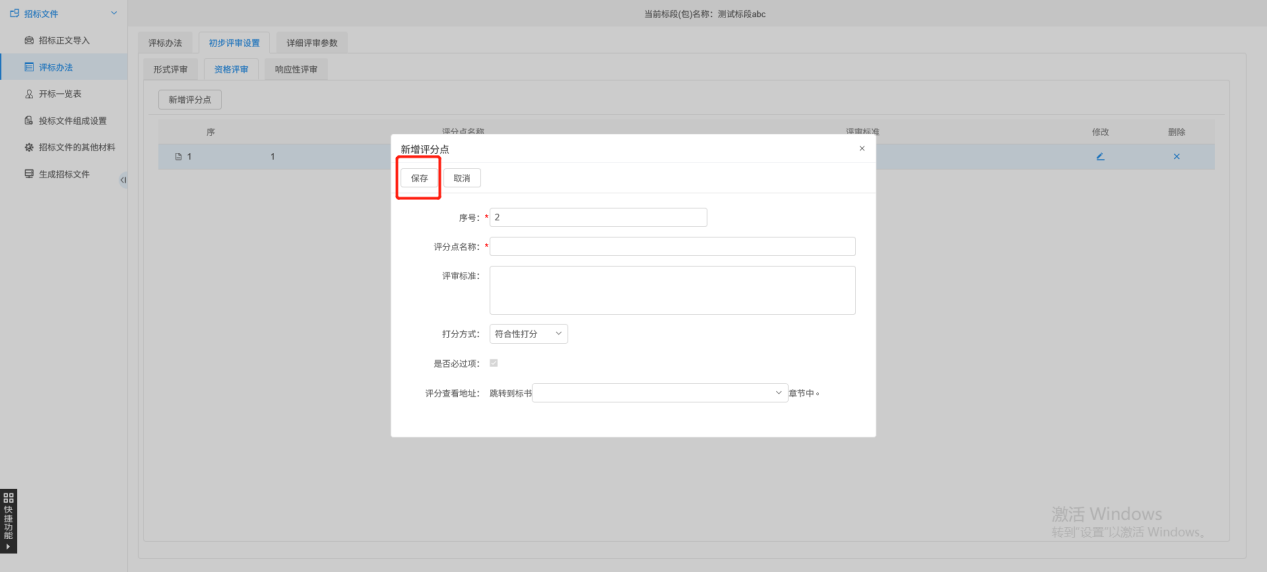 招标文件
当前标段(包)名称：测试标段abc
招标正文导入
评标办法
开标一览表
投标文件组成设置
招标文件的其他材料
生成招标文件
评标办法 初步评审设置 详细评审参数
形式评审 资格评审 响应性评审
新增评分点
序 评分点名称 评审标准 修改 删除
1 1
新增评分点
保存 取消
序号：* 2
评分点名称：*
评审标准：
打分方式： 符合性打分
是否必过项：
评分查看地址： 跳转到标书 章节中。
快捷功能
激活 Windows
转到"设置"以激活 Windows。